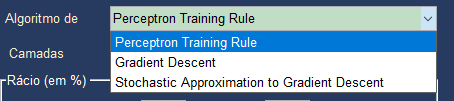 Algoritmo de
Perceptron Training Rule
Perceptron Training Rule
Camadas
Gradient Descent
Rácio (em %)
Stochastic Approximation to Gradient Descent